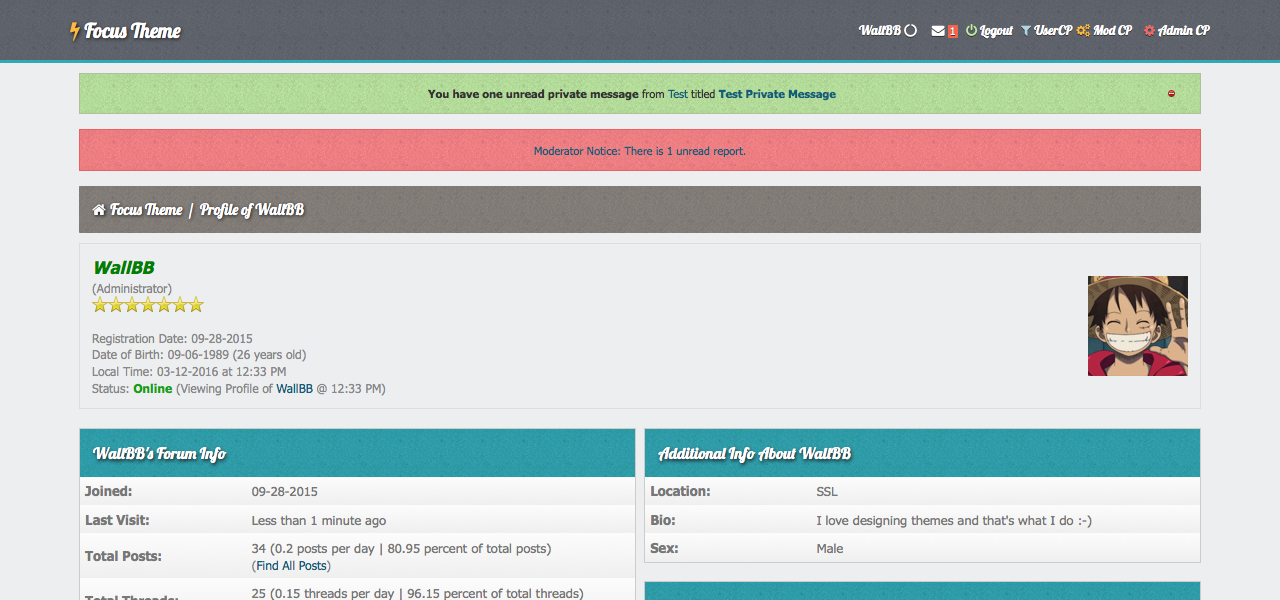 Focus Theme
WallBB 1 Logout UserCP Mod CP Admin CP
You have one unread private message from Test titled Test Private Message
Moderator Notice: There is 1 unread report.
Focus Theme / Profile of WallBB
WallBB
(Administrator)
Registration Date: 09-28-2015
Date of Birth: 09-06-1989 (26 years old)
Local Time: 03-12-2016 at 12:33 PM
Status: Online (Viewing Profile of WallBB @ 12:33 PM)
WallBB's Forum Info
Joined: 09-28-2015
Last Visit: Less than 1 minute ago
Total Posts: 34 (0.2 posts per day | 80.95 percent of total posts)
(Find All Posts)
Total Threads: 25 (0.15 threads per day | 96.15 percent of total threads)
Additional Info About WallBB
Location: SSL
Bio: I love designing themes and that's what I do :-)
Sex: Male